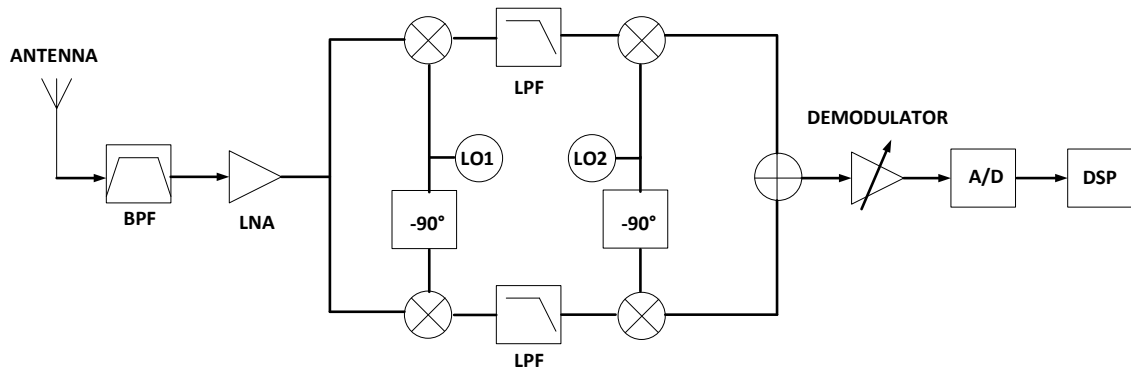 ANTENNA
BPF
LNA
LPF
LO1
-90°
LPF
LO2
-90°
DEMODULATOR
A/D
DSP